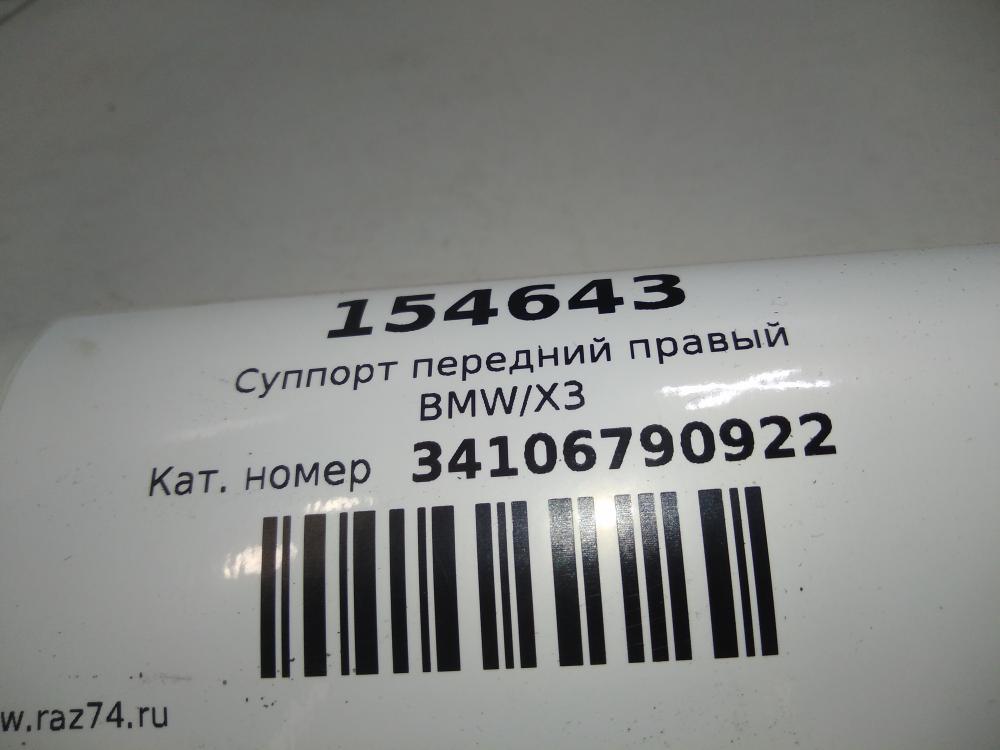 154643
Суппорт передний правый
BMW/X3
Кат. номер 34106790922
w.raz74.ru